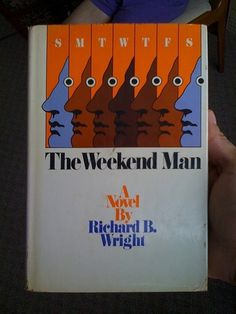 S M T W T F S
The Weekend Man
A
Novel
By
Richard B.
Wright